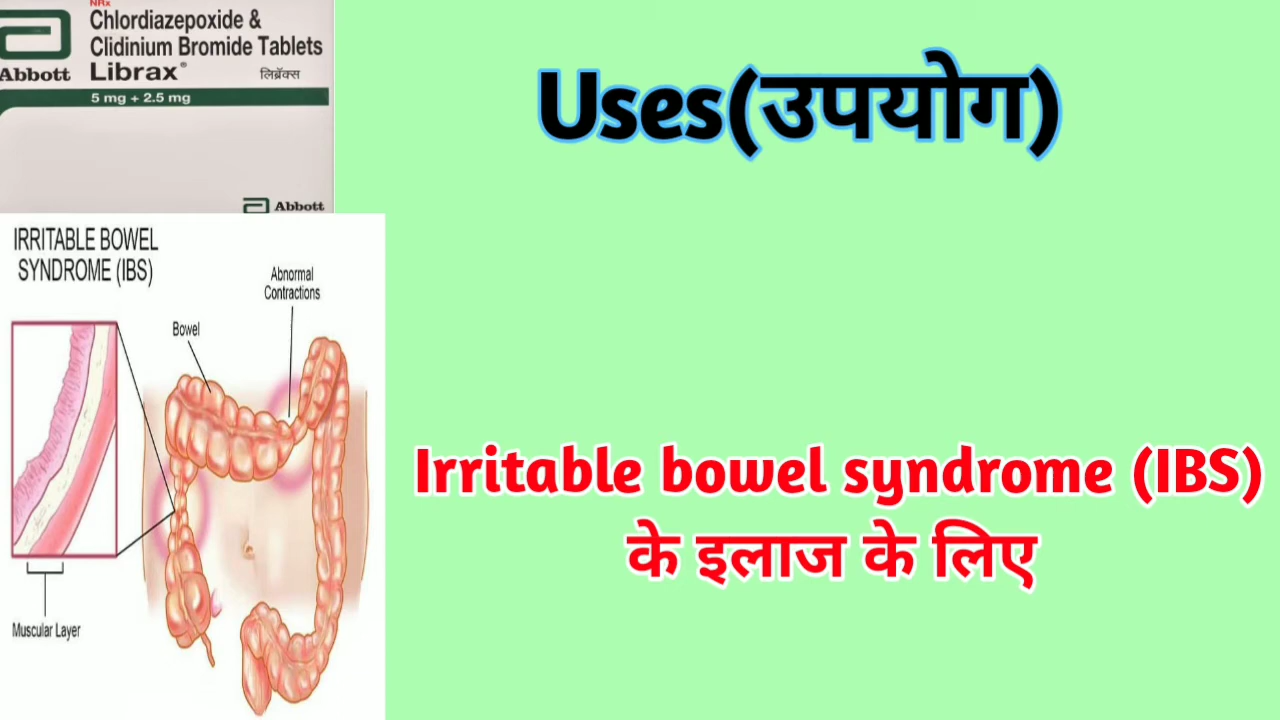 NRx
Chlordiazepoxide &
Clidinium Bromide Tablets
Abbott
Librax®
लिब्रॅक्स
5 mg + 2.5 mg
Abbott
Uses(उपयोग)
IRRITABLE BOWEL
SYNDROME (IBS)
Abnormal
Contractions
Bowel
Muscular Layer
Irritable bowel syndrome (IBS)
के इलाज के लिए